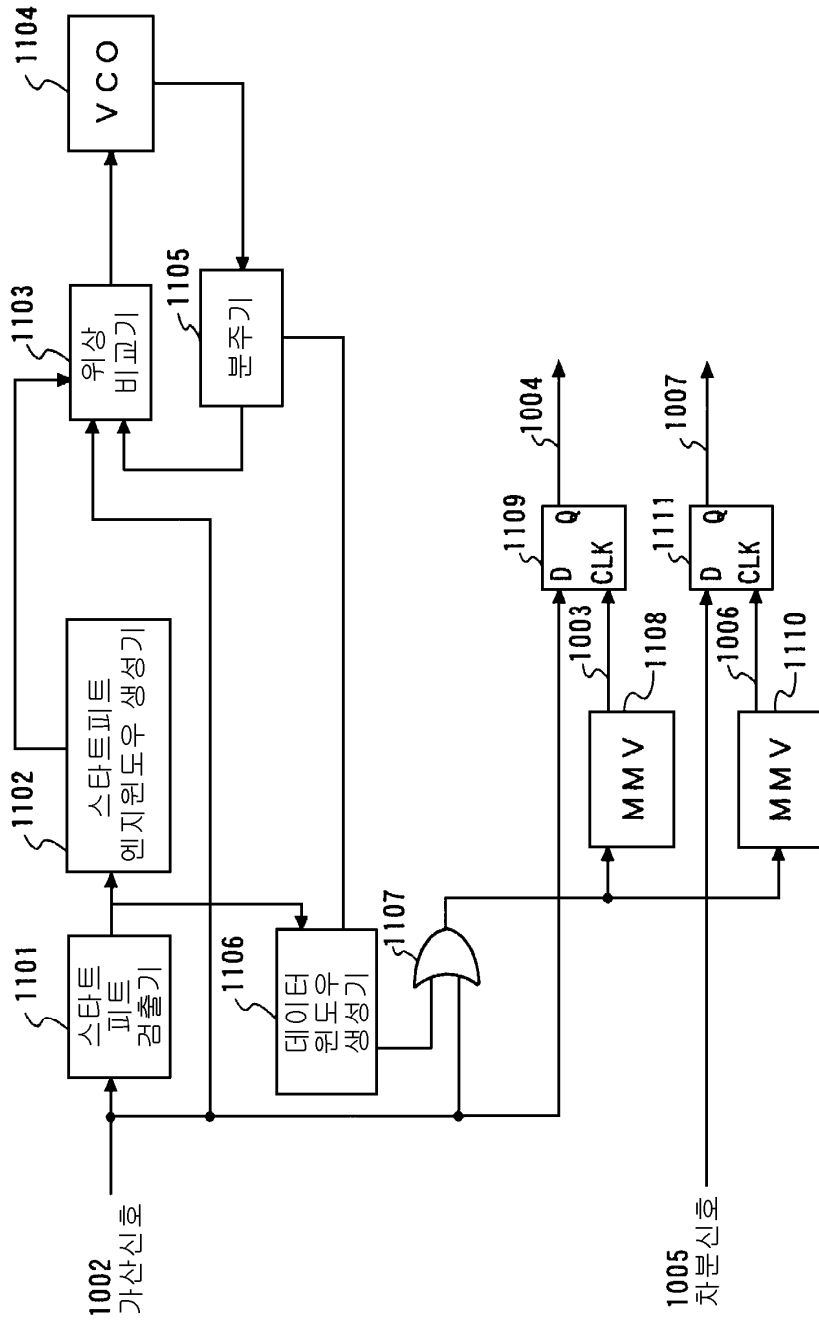 1101
스타트
피트
검출기
1102
스타트피트
엔지윈도우 생성기
1103
위상
비교기
1104
VCO
1105
분주기
1106
데이터
윈도우
생성기
1107
1002
가산신호
1109
D
Q
CLK
1004
1003
1108
MMV
1005
차분신호
1111
D
Q
CLK
1007
1006
1110
MMV